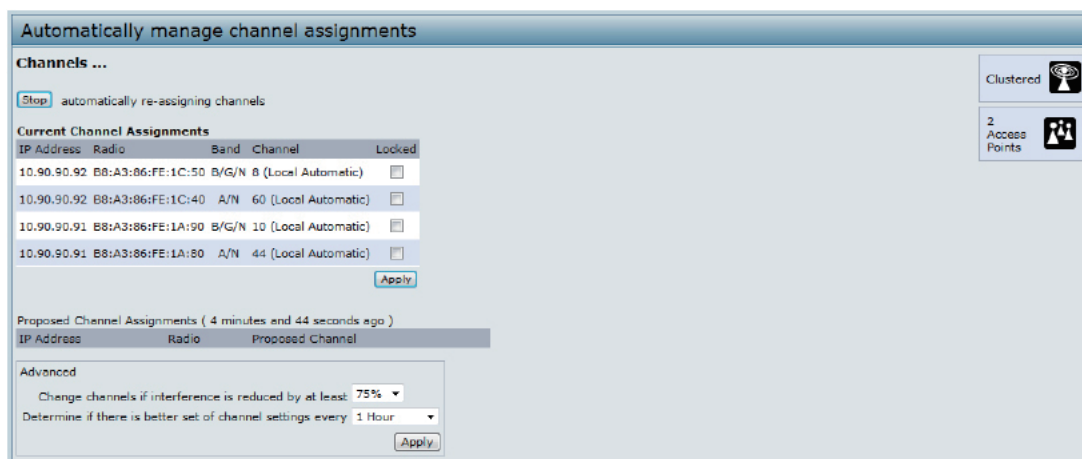 Automatically manage channel assignments
Channels ...
Stop automatically re-assigning channels
Current Channel Assignments
IP Address Radio Band Channel Locked
10.90.90.92 B8:A3:86:FE:1C:50 B/G/N 8 (Local Automatic)
10.90.90.92 B8:A3:86:FE:1C:40 A/N 60 (Local Automatic)
10.90.90.91 B8:A3:86:FE:1A:90 B/G/N 10 (Local Automatic)
10.90.90.91 B8:A3:86:FE:1A:80 A/N 44 (Local Automatic)
Apply
Proposed Channel Assignments ( 4 minutes and 44 seconds ago )
IP Address Radio Proposed Channel
Advanced
Change channels if interference is reduced by at least 75%
Determine if there is better set of channel settings every 1 Hour
Apply
Clustered
2
Access
Points